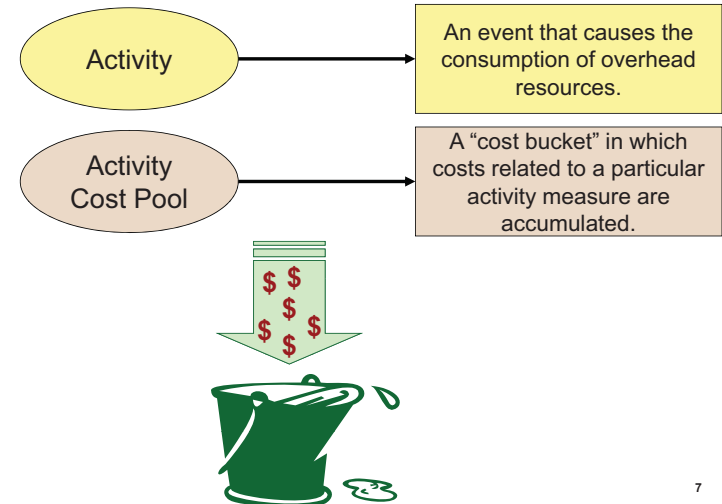 Activity
An event that causes the
consumption of overhead
resources.
Activity
Cost Pool
A “cost bucket” in which
costs related to a particular
activity measure are
accumulated.
$ $
$
$ $
$
7